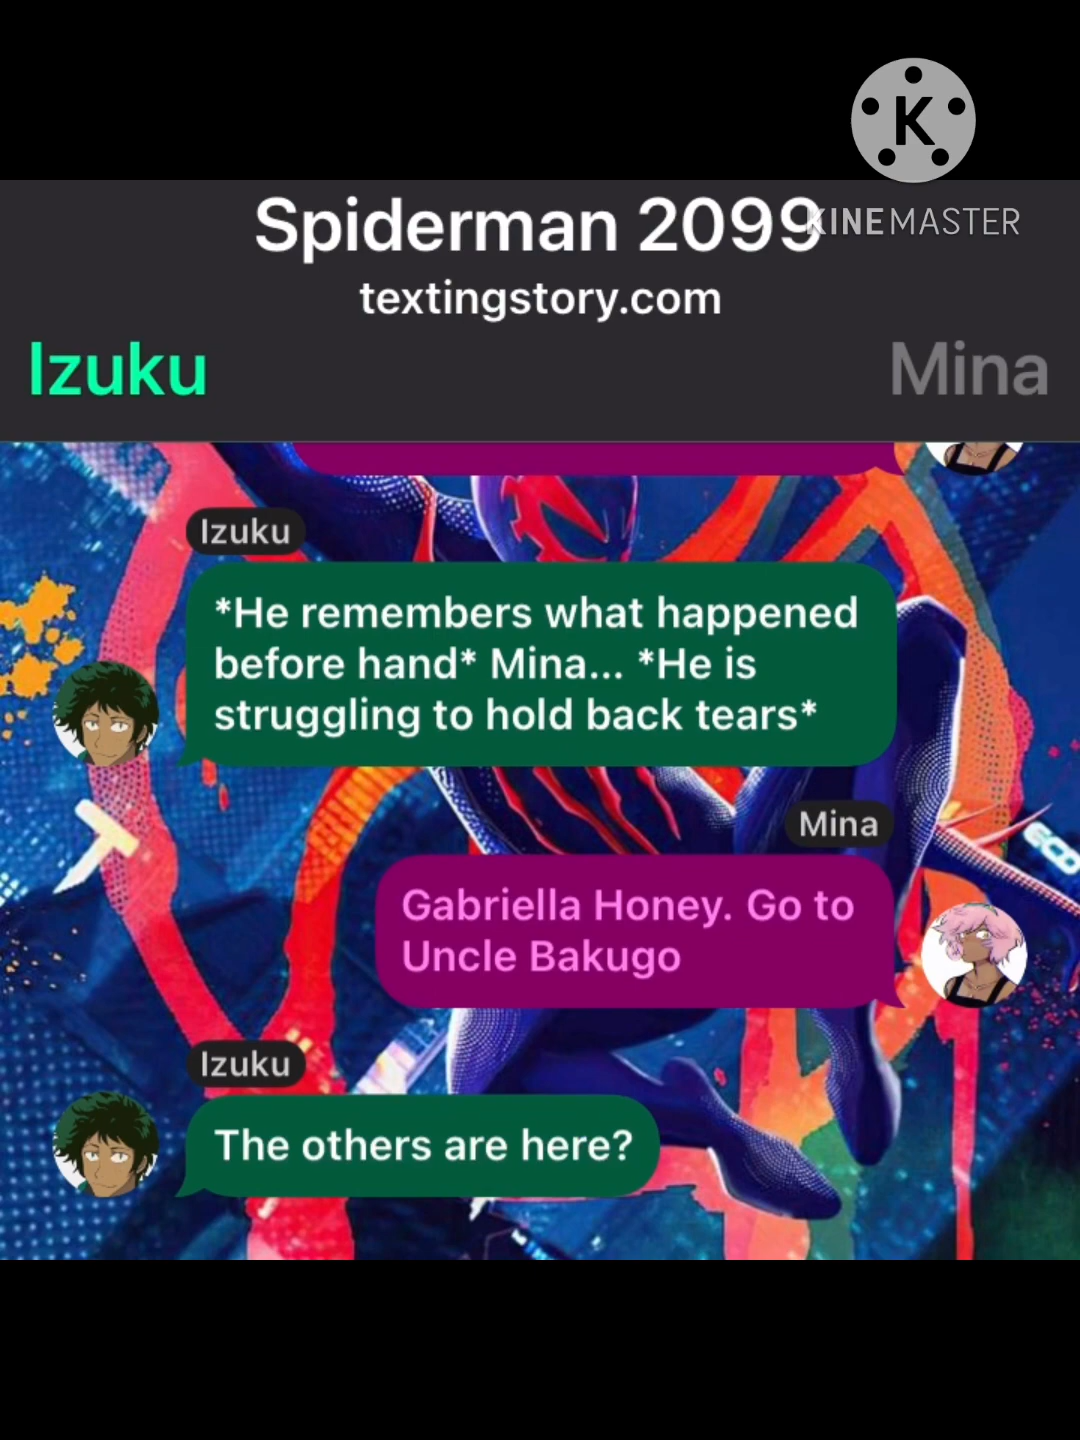 K
KINEMASTER
Spiderman 2099
textingstory.com
Izuku
Mina
Izuku
*He remembers what happened
before hand* Mina... *He is
struggling to hold back tears*
Mina
Gabriella Honey. Go to
Uncle Bakugo
Izuku
The others are here?